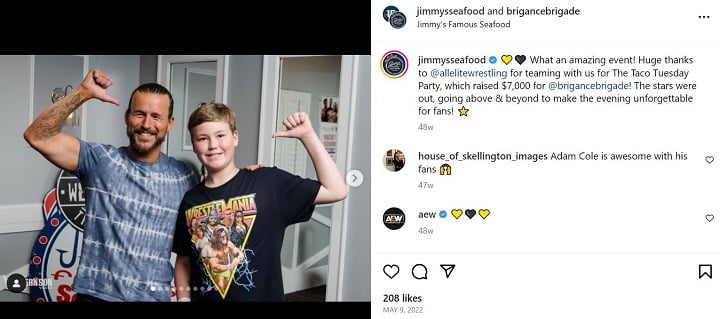 jimmysseafood and brigancebrigade
Jimmy's Famous Seafood
jimmysseafood 💛🖤 What an amazing event! Huge thanks
to @allelitewrestling for teaming with us for The Taco Tuesday
Party, which raised $7,000 for @brigancebrigade! The stars were
out, going above & beyond to make the evening unforgettable
for fans! ⭐
48w
house_of_skellington_images Adam Cole is awesome with his
fans 🙌
47w
AEW
aew 💛🖤💛
48w
208 likes
MAY 9, 2022
WRESTLEMANIA